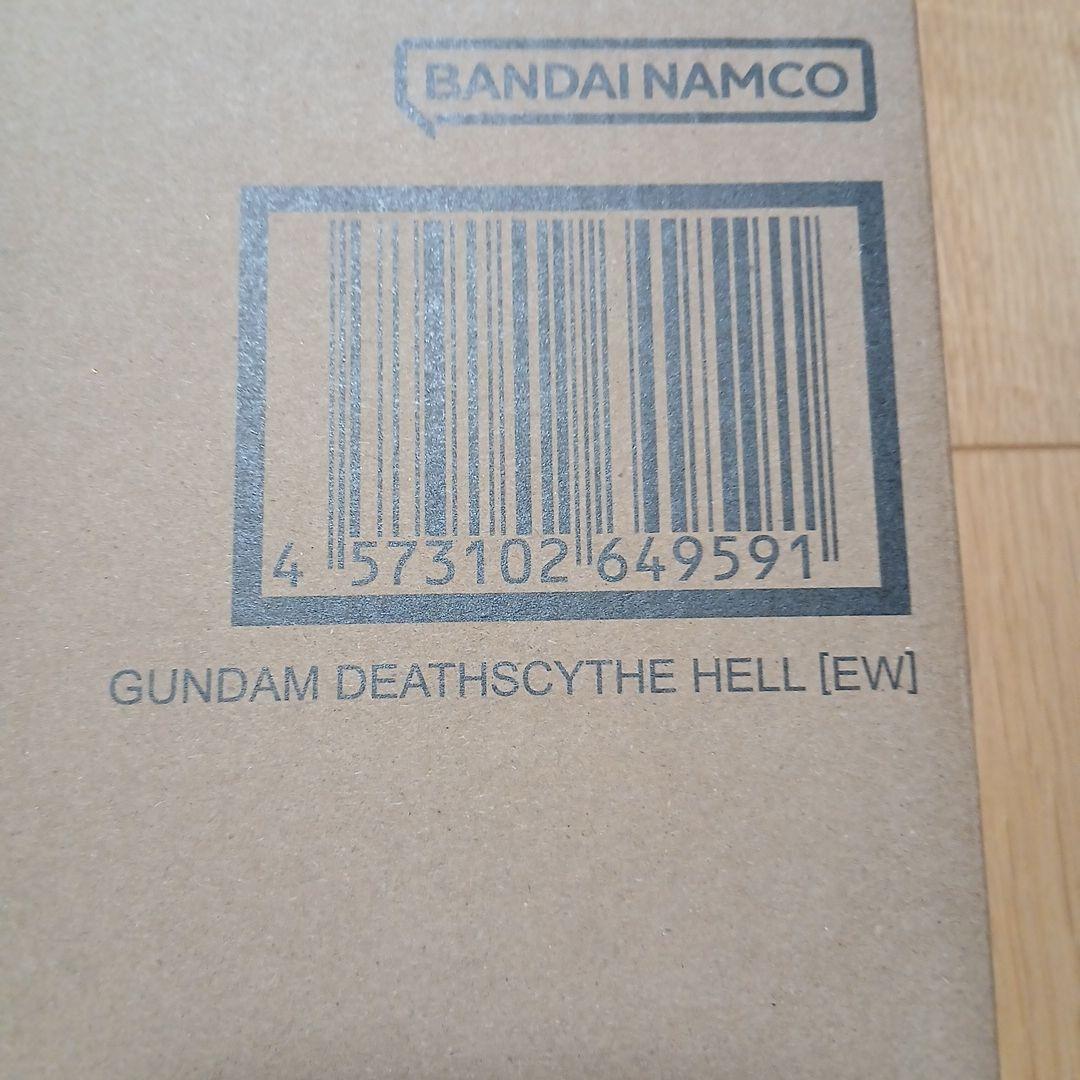 BANDAI NAMCO
4 573102 649591
GUNDAM DEATHSCYTHE HELL [EW]